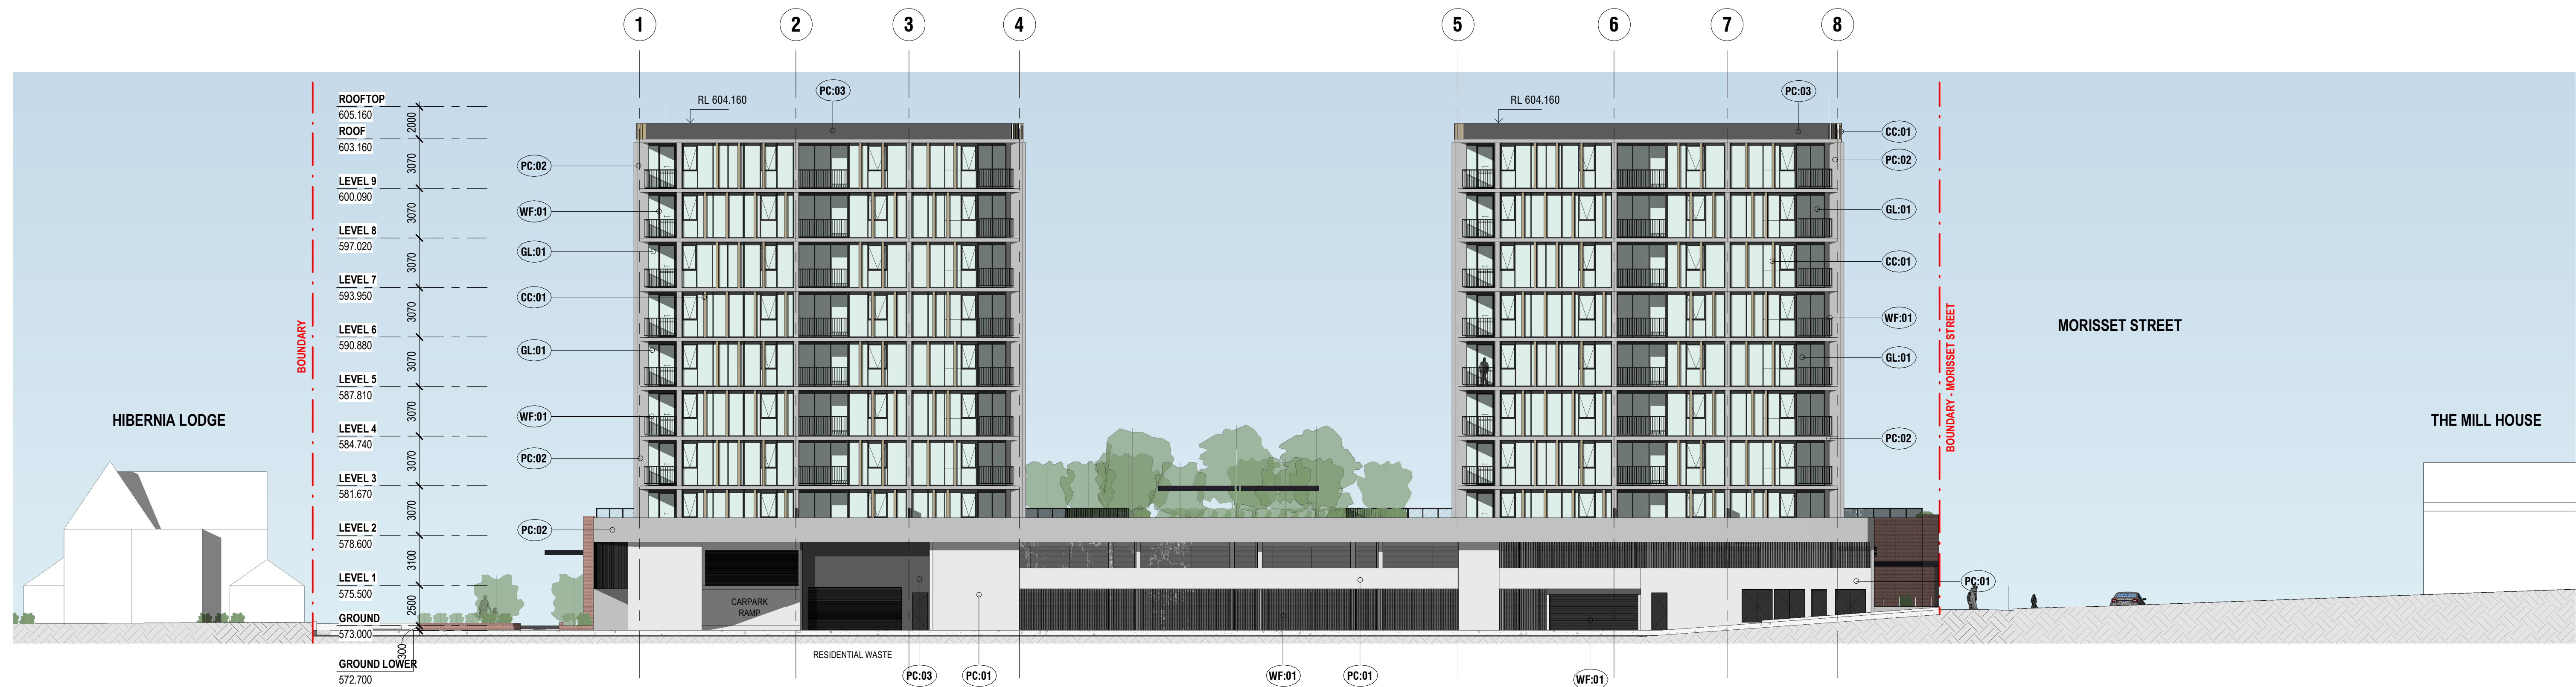 1 2 3 4 5 6 7 8
ROOFTOP
605.160
2000
ROOF
603.160
3070
LEVEL 9
600.090
3070
LEVEL 8
597.020
3070
LEVEL 7
593.950
3070
LEVEL 6
590.880
3070
LEVEL 5
587.810
3070
LEVEL 4
584.740
3070
LEVEL 3
581.670
3070
LEVEL 2
578.600
3100
LEVEL 1
575.500
2500
GROUND
573.000
300
GROUND LOWER
572.700
BOUNDARY
HIBERNIA LODGE
RL 604.160
PC:03
PC:02
WF:01
GL:01
CC:01
GL:01
WF:01
PC:02
PC:02
CARPARK
RAMP
RESIDENTIAL WASTE
PC:03
PC:01
WF:01
PC:01
WF:01
RL 604.160
PC:03
CC:01
PC:02
GL:01
CC:01
WF:01
GL:01
PC:02
PC:01
BOUNDARY - MORISSET STREET
MORISSET STREET
THE MILL HOUSE